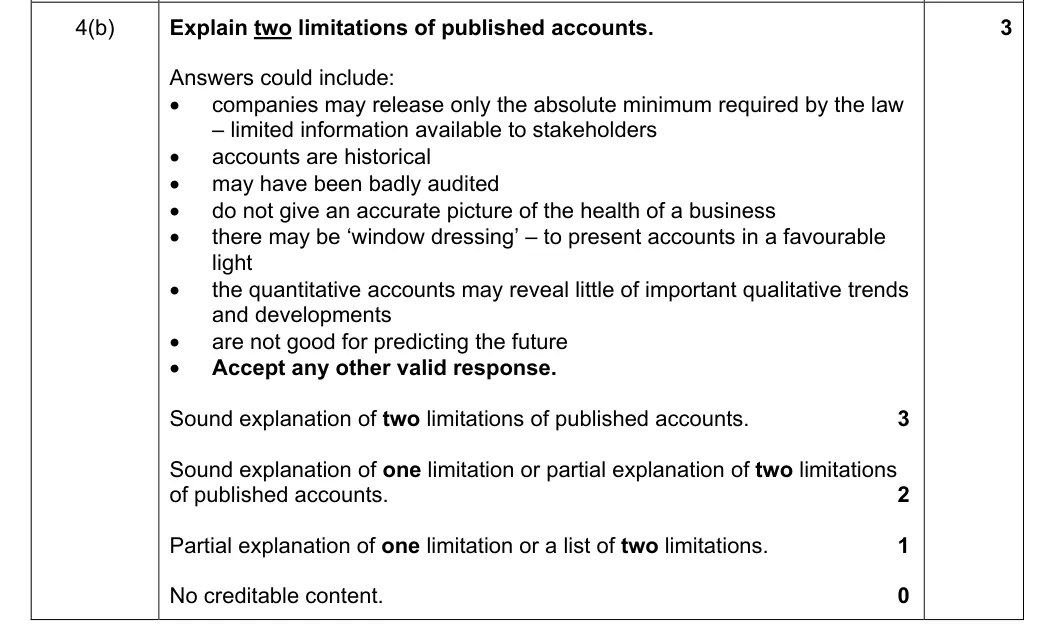 4(b) Explain two limitations of published accounts. 3
Answers could include:
• companies may release only the absolute minimum required by the law
– limited information available to stakeholders
• accounts are historical
• may have been badly audited
• do not give an accurate picture of the health of a business
• there may be ‘window dressing’ – to present accounts in a favourable
light
• the quantitative accounts may reveal little of important qualitative trends
and developments
• are not good for predicting the future
• Accept any other valid response.
Sound explanation of two limitations of published accounts. 3
Sound explanation of one limitation or partial explanation of two limitations
of published accounts. 2
Partial explanation of one limitation or a list of two limitations. 1
No creditable content. 0